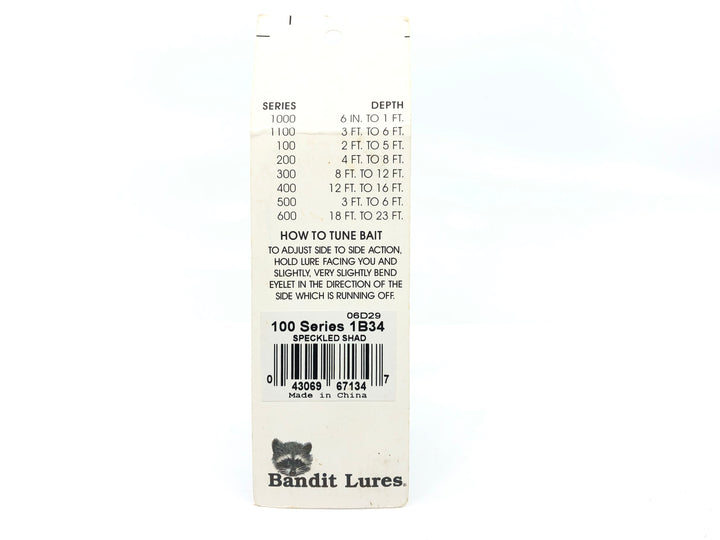 SERIES DEPTH
1000 6 IN. TO 1 FT.
1100 3 FT. TO 6 FT.
100 2 FT. TO 5 FT.
200 4 FT. TO 8 FT.
300 8 FT. TO 12 FT.
400 12 FT. TO 16 FT.
500 3 FT. TO 6 FT.
600 18 FT. TO 23 FT.
HOW TO TUNE BAIT
TO ADJUST SIDE TO SIDE ACTION,
HOLD LURE FACING YOU AND
SLIGHTLY, VERY SLIGHTLY BEND
EYELET IN THE DIRECTION OF THE
SIDE WHICH IS RUNNING OFF.
06D29
100 Series 1B34
SPECKLED SHAD
0 43069 67134 7
Made in China
Bandit Lures®